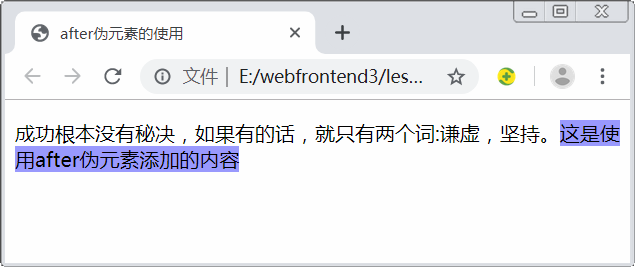 after伪元素的使用
文件 | E:/webfrontend3/les...
成功根本没有秘决，如果有的话，就只有两个词:谦虚，坚持。这是使
用after伪元素添加的内容